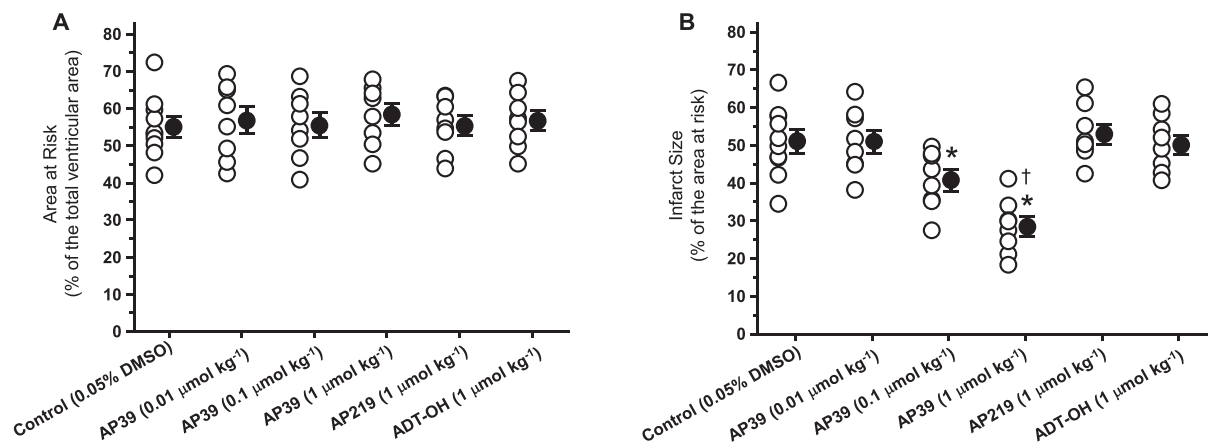 A
Area at Risk
(% of the total ventricular area)
80
70
60
50
40
30
20
10
0
Control (0.05% DMSO)
AP39 (0.01 μmol kg⁻¹)
AP39 (0.1 μmol kg⁻¹)
AP39 (1 μmol kg⁻¹)
AP219 (1 μmol kg⁻¹)
ADT-OH (1 μmol kg⁻¹)
B
Infarct Size
(% of the area at risk)
80
70
60
50
40
30
20
10
0
*
†
*
Control (0.05% DMSO)
AP39 (0.01 μmol kg⁻¹)
AP39 (0.1 μmol kg⁻¹)
AP39 (1 μmol kg⁻¹)
AP219 (1 μmol kg⁻¹)
ADT-OH (1 μmol kg⁻¹)